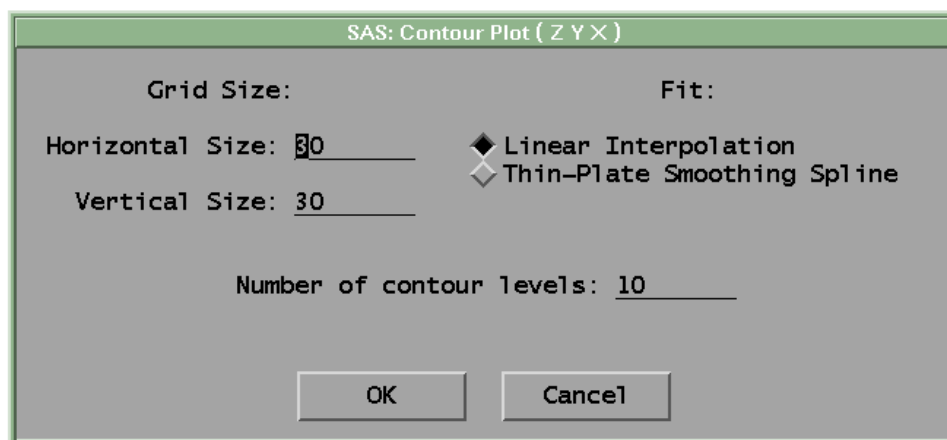 SAS: Contour Plot ( Z Y X )
Grid Size:
Fit:
Horizontal Size: 30
Linear Interpolation
Thin-Plate Smoothing Spline
Vertical Size: 30
Number of contour levels: 10
OK
Cancel